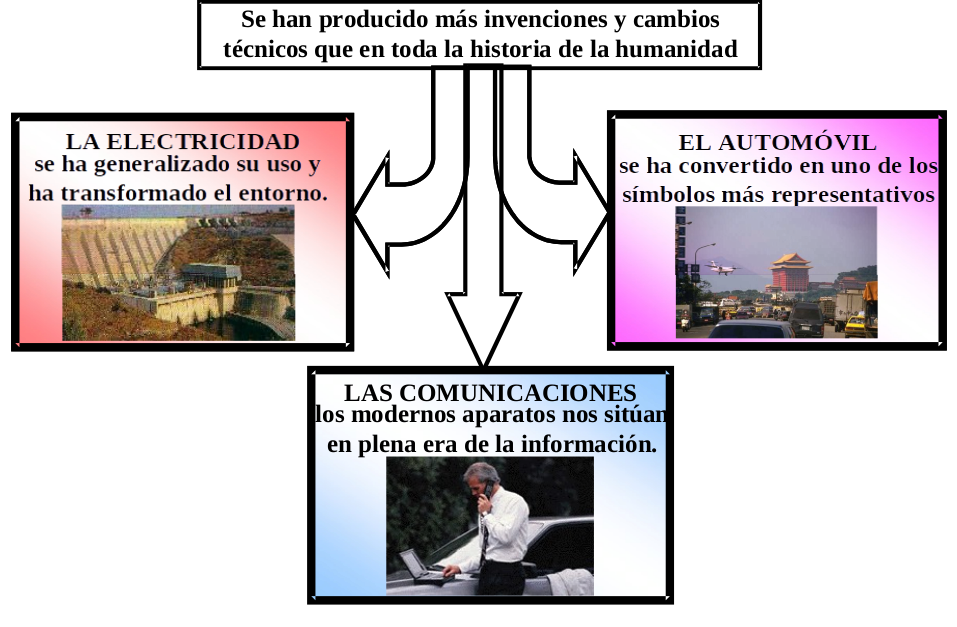 Se han producido más invenciones y cambios
técnicos que en toda la historia de la humanidad
LA ELECTRICIDAD
se ha generalizado su uso y
ha transformado el entorno.
EL AUTOMÓVIL
se ha convertido en uno de los
símbolos más representativos
LAS COMUNICACIONES
los modernos aparatos nos sitúan
en plena era de la información.